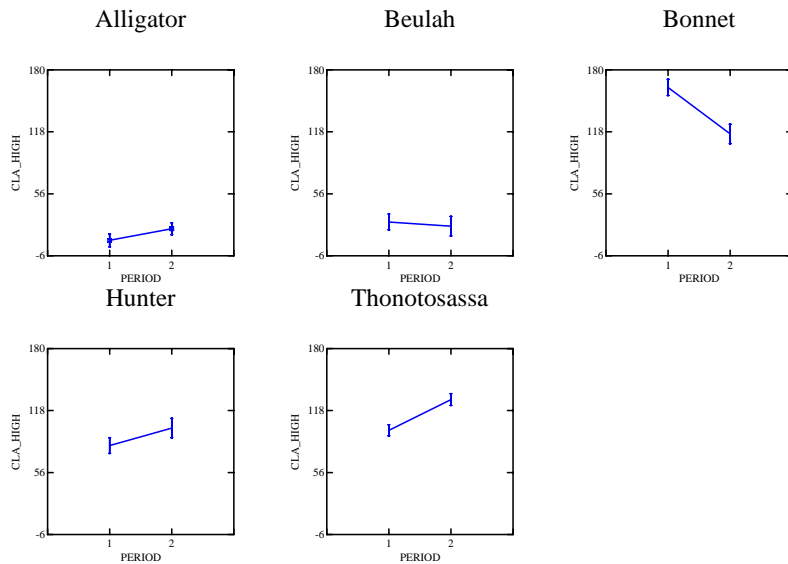 Alligator
Beulah
Bonnet
180
118
56
-6
CLA_HIGH
1
2
PERIOD
180
118
56
-6
CLA_HIGH
1
2
PERIOD
180
118
56
-6
CLA_HIGH
1
2
PERIOD
Hunter
Thonotosassa
180
118
56
-6
CLA_HIGH
1
2
PERIOD
180
118
56
-6
CLA_HIGH
1
2
PERIOD